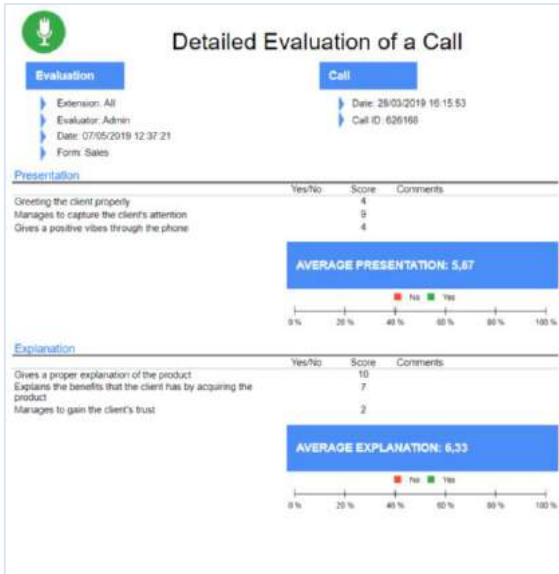 Detailed Evaluation of a Call
Evaluation
Extension: All
Evaluator: Admin
Date: 07/05/2019 12:37:21
Form: Sales
Call
Date: 28/03/2019 16:15:53
Call ID: 626168
Presentation
Yes/No Score Comments
Greeting the client properly 4
Manages to capture the client's attention 9
Gives a positive vibes through the phone 4
AVERAGE PRESENTATION: 5,67
No Yes
0 % 20 % 40 % 60 % 80 % 100 %
Explanation
Yes/No Score Comments
Gives a proper explanation of the product 10
Explains the benefits that the client has by acquiring the 7
product
Manages to gain the client's trust 2
AVERAGE EXPLANATION: 6,33
No Yes
0 % 20 % 40 % 60 % 80 % 100 %